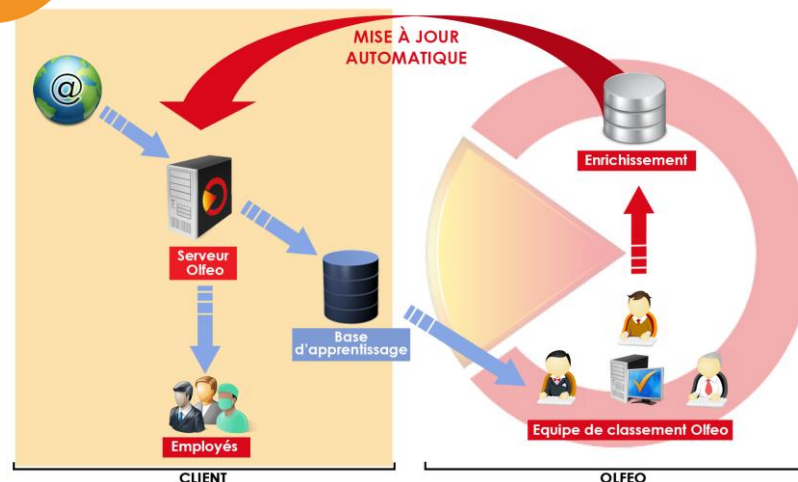 MISE À JOUR
AUTOMATIQUE
@
Enrichissement
Serveur
Olfeo
Base
d'apprentissage
Employés
Equipe de classement Olfeo
CLIENT
OLFEO